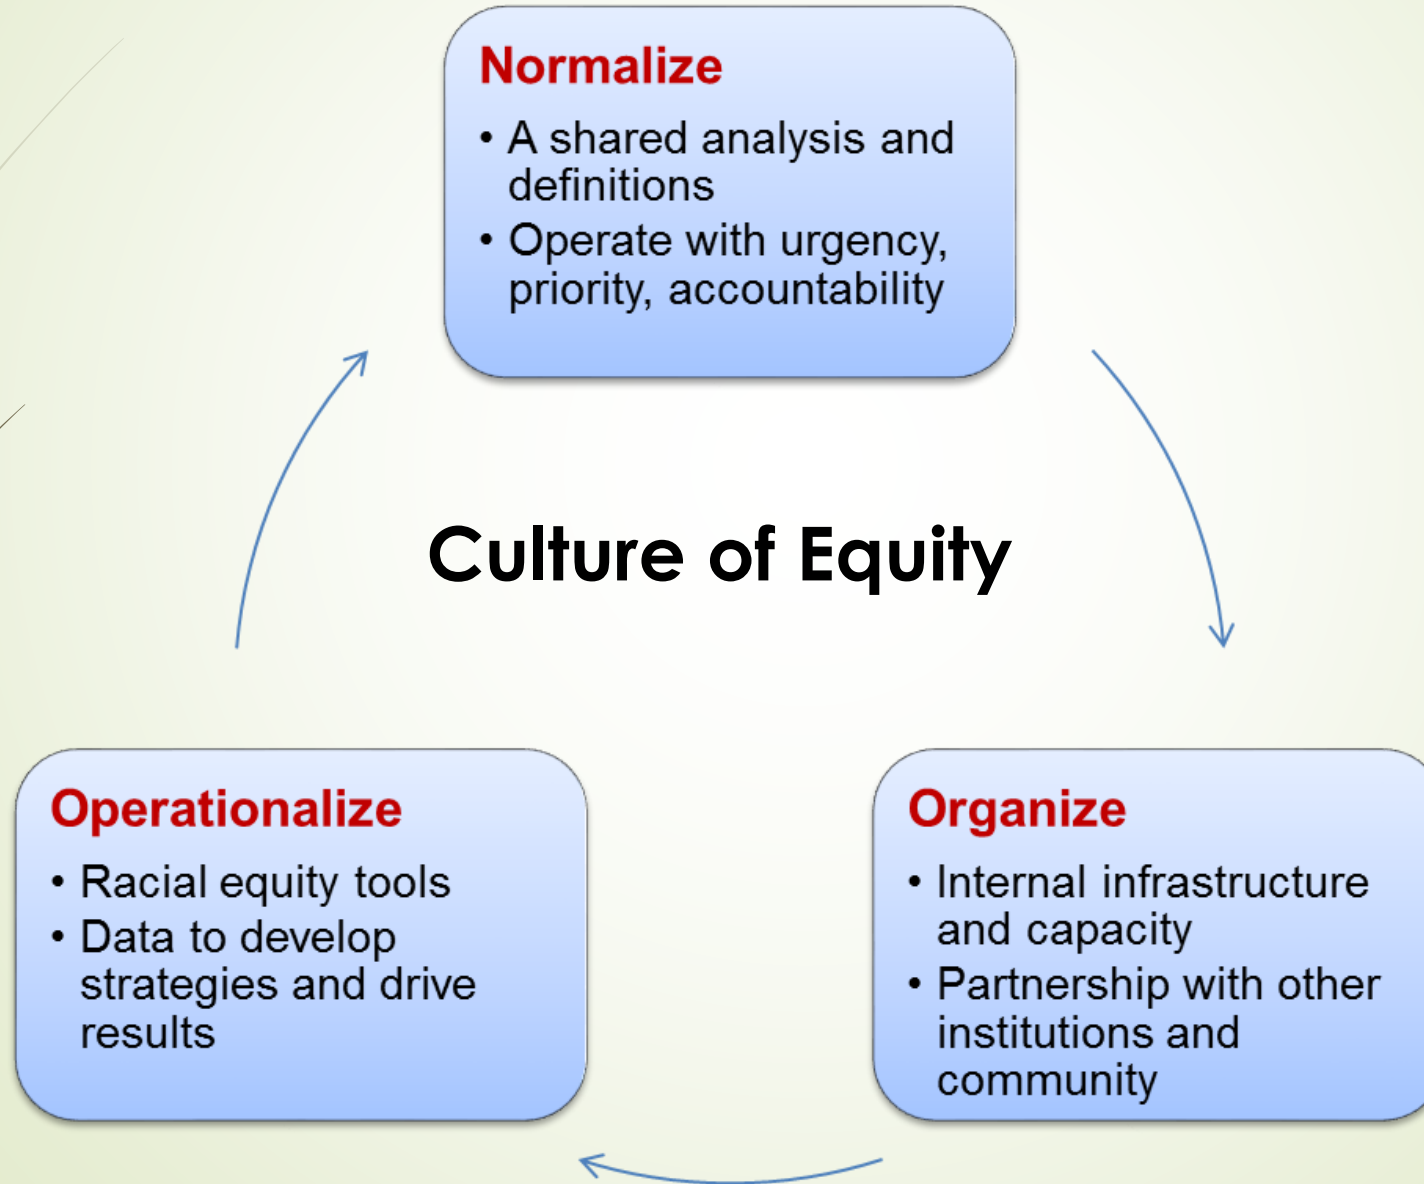 Normalize
• A shared analysis and
definitions
• Operate with urgency,
priority, accountability
Culture of Equity
Operationalize
• Racial equity tools
• Data to develop
strategies and drive
results
Organize
• Internal infrastructure
and capacity
• Partnership with other
institutions and
community